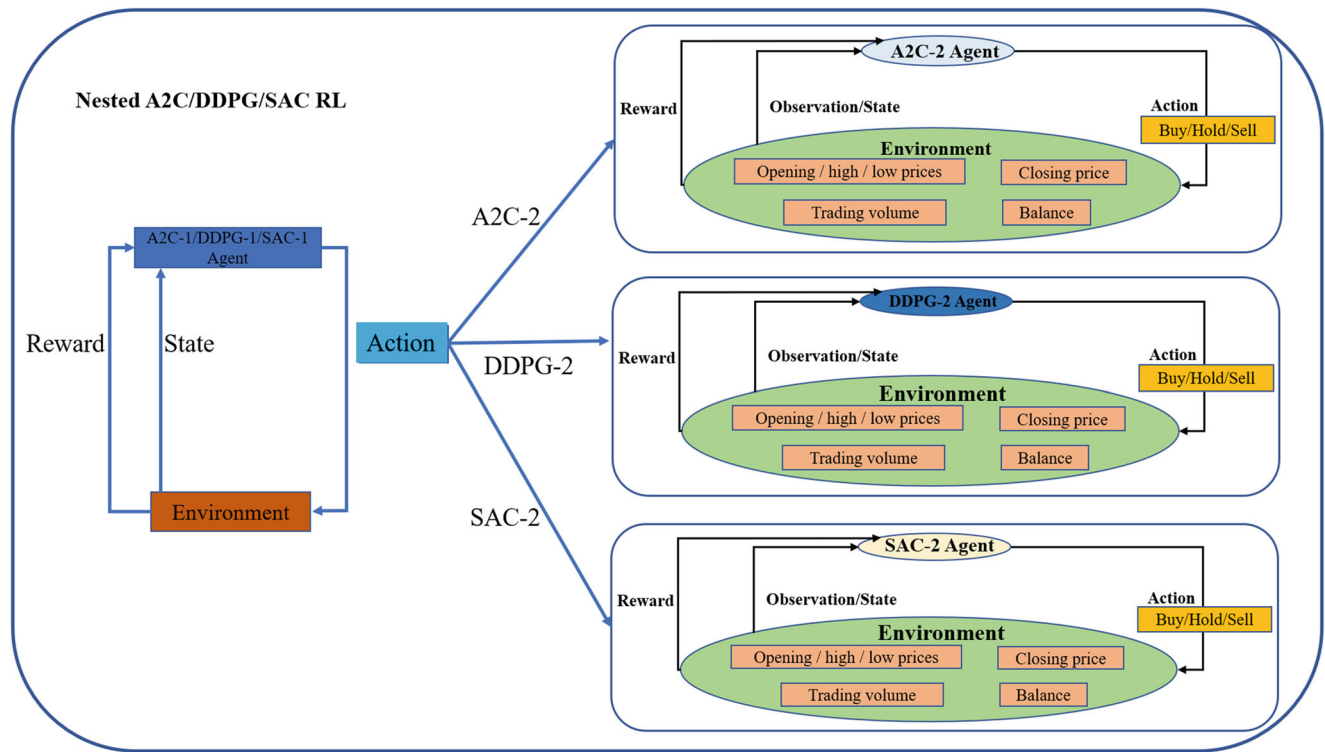 Nested A2C/DDPG/SAC RL
A2C-1/DDPG-1/SAC-1
Agent
Reward
State
Action
Environment
A2C-2
DDPG-2
SAC-2
A2C-2 Agent
Reward
Observation/State
Action
Buy/Hold/Sell
Environment
Opening / high / low prices
Closing price
Trading volume
Balance
DDPG-2 Agent
Reward
Observation/State
Action
Buy/Hold/Sell
Environment
Opening / high / low prices
Closing price
Trading volume
Balance
SAC-2 Agent
Reward
Observation/State
Action
Buy/Hold/Sell
Environment
Opening / high / low prices
Closing price
Trading volume
Balance